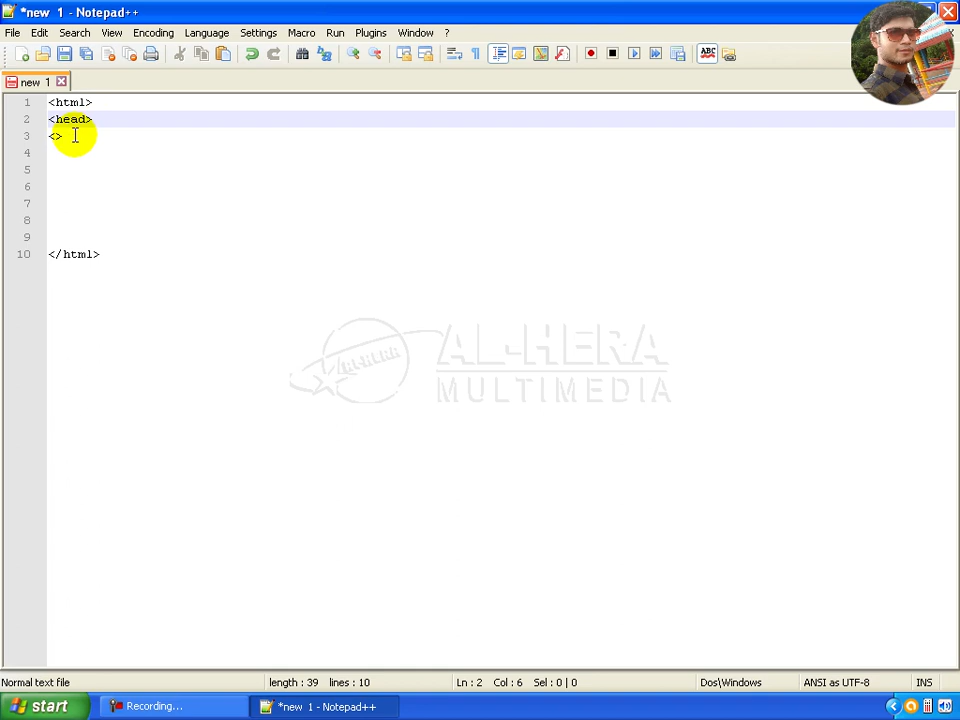 *new  1 - Notepad++
File Edit Search View Encoding Language Settings Macro Run Plugins Window ?
ABC
new  1
1 <html>
2 <head>
3 <>
4
5
6
7
8
9
10 </html>
AL-HERA
AL-HERA
MULTIMEDIA
Normal text file length : 39 lines : 10 Ln : 2 Col : 6 Sel : 0 | 0 Dos\Windows ANSI as UTF-8 INS
start Recording... *new  1 - Notepad++